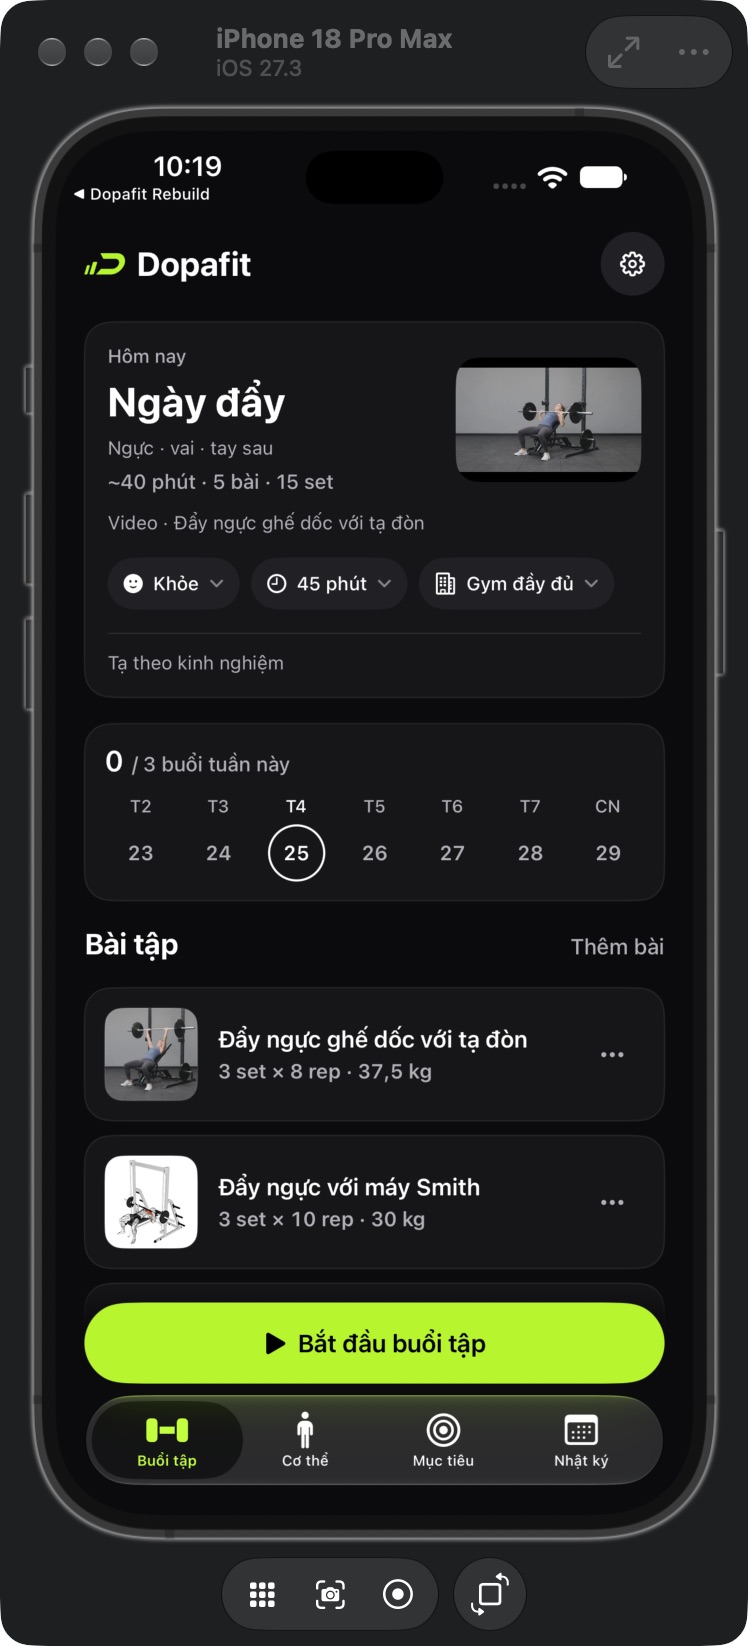 iPhone 18 Pro Max
iOS 27.3
10:19
◀ Dopafit Rebuild
Dopafit
Hôm nay
Ngày đẩy
Ngực · vai · tay sau
~40 phút · 5 bài · 15 set
Video · Đẩy ngực ghế dốc với tạ đòn
Khỏe
45 phút
Gym đầy đủ
Tạ theo kinh nghiệm
0 / 3 buổi tuần này
T2 T3 T4 T5 T6 T7 CN
23 24 25 26 27 28 29
Bài tập
Thêm bài
Đẩy ngực ghế dốc với tạ đòn
3 set × 8 rep · 37,5 kg
Đẩy ngực với máy Smith
3 set × 10 rep · 30 kg
Bắt đầu buổi tập
Buổi tập
Cơ thể
Mục tiêu
Nhật ký